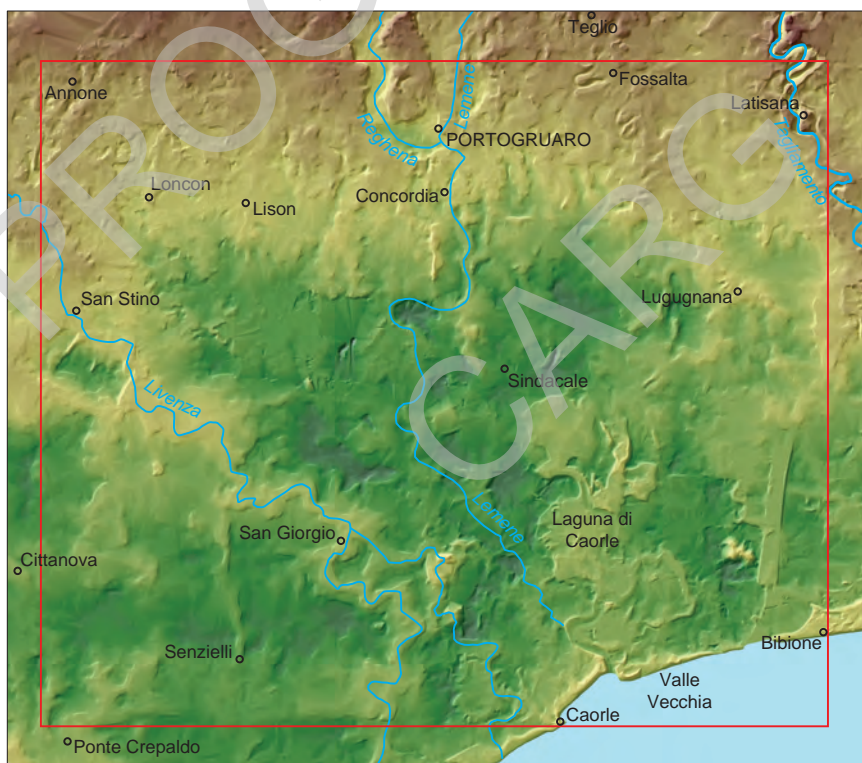 Teglio
Annone
Fossalta
Latisana
Lemene
Reghena
PORTOGRUARO
Tagliamento
Loncon
Lison
Concordia
San Stino
Lugugnana
Livenza
Sindacale
Lemene
San Giorgio
Laguna di
Caorle
Cittanova
Senzielli
Bibione
Valle
Vecchia
Caorle
Ponte Crepaldo
CARG